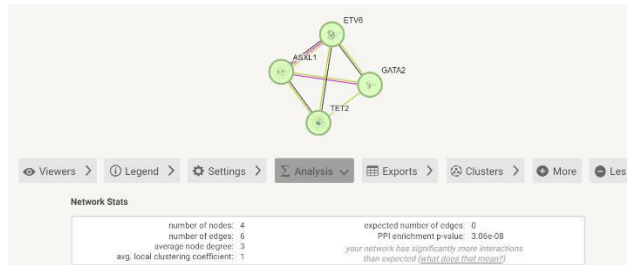 ETV6
ASXL1
GATA2
TET2
Viewers > Legend > Settings > Analysis Exports > Clusters > More Les
Network Stats
number of nodes: 4
number of edges: 6
average node degree: 3
avg. local clustering coefficient: 1
expected number of edges: 0
PPI enrichment p-value: 3.06e-08
your network has significantly more interactions
than expected (what does that mean?)